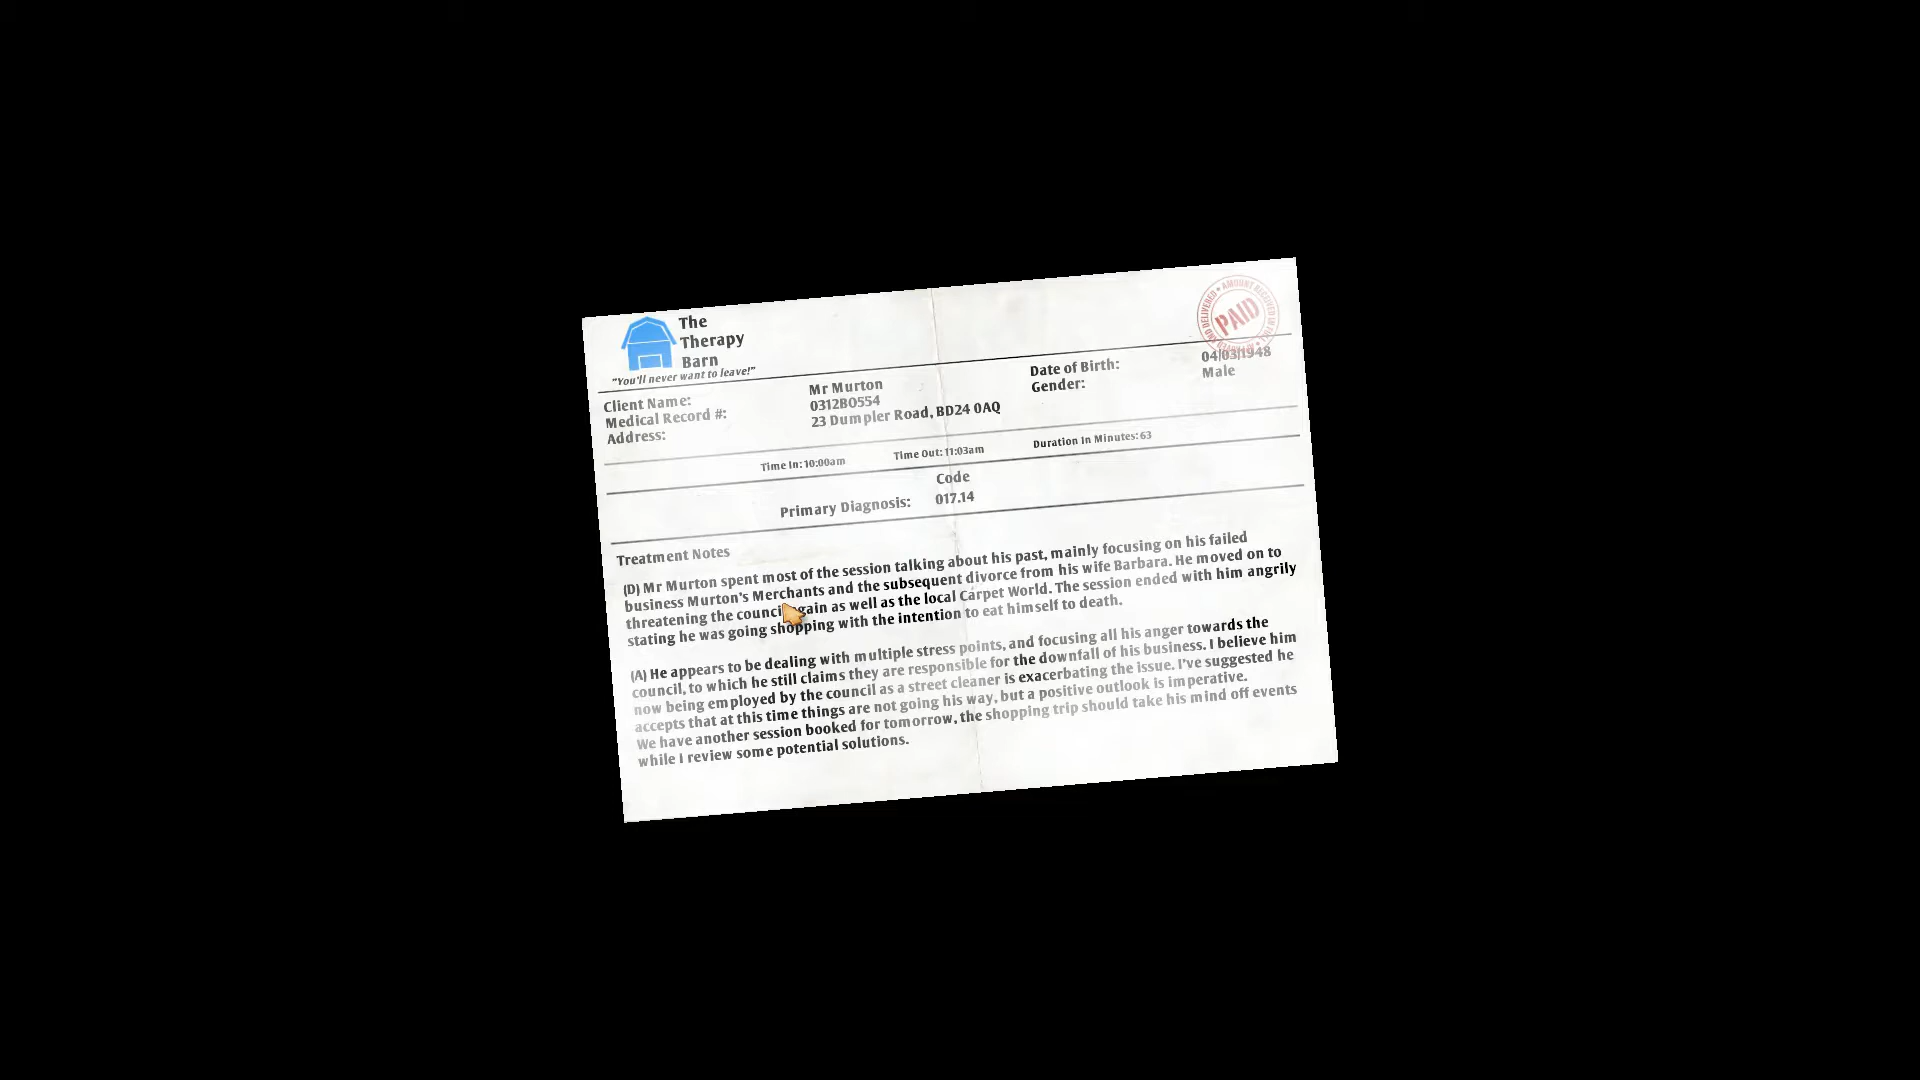 The
Therapy
Barn
"You'll never want to leave!"
AMOUNT RECEIVED IN
AND DELIVERED
PAID
Client Name: Mr Murton
Medical Record #: 0312B0554
Address: 23 Dumpler Road, BD24 0AQ
Date of Birth: 04/03/1948
Gender: Male
Time In: 10:00am Time Out: 11:03am Duration In Minutes: 63
Code
Primary Diagnosis: 017.14
Treatment Notes
(D) Mr Murton spent most of the session talking about his past, mainly focusing on his failed
business Murton's Merchants and the subsequent divorce from his wife Barbara. He moved on to
threatening the council again as well as the local Carpet World. The session ended with him angrily
stating he was going shopping with the intention to eat himself to death.
(A) He appears to be dealing with multiple stress points, and focusing all his anger towards the
council, to which he still claims they are responsible for the downfall of his business. I believe him
now being employed by the council as a street cleaner is exacerbating the issue. I've suggested he
accepts that at this time things are not going his way, but a positive outlook is imperative.
We have another session booked for tomorrow, the shopping trip should take his mind off events
while I review some potential solutions.